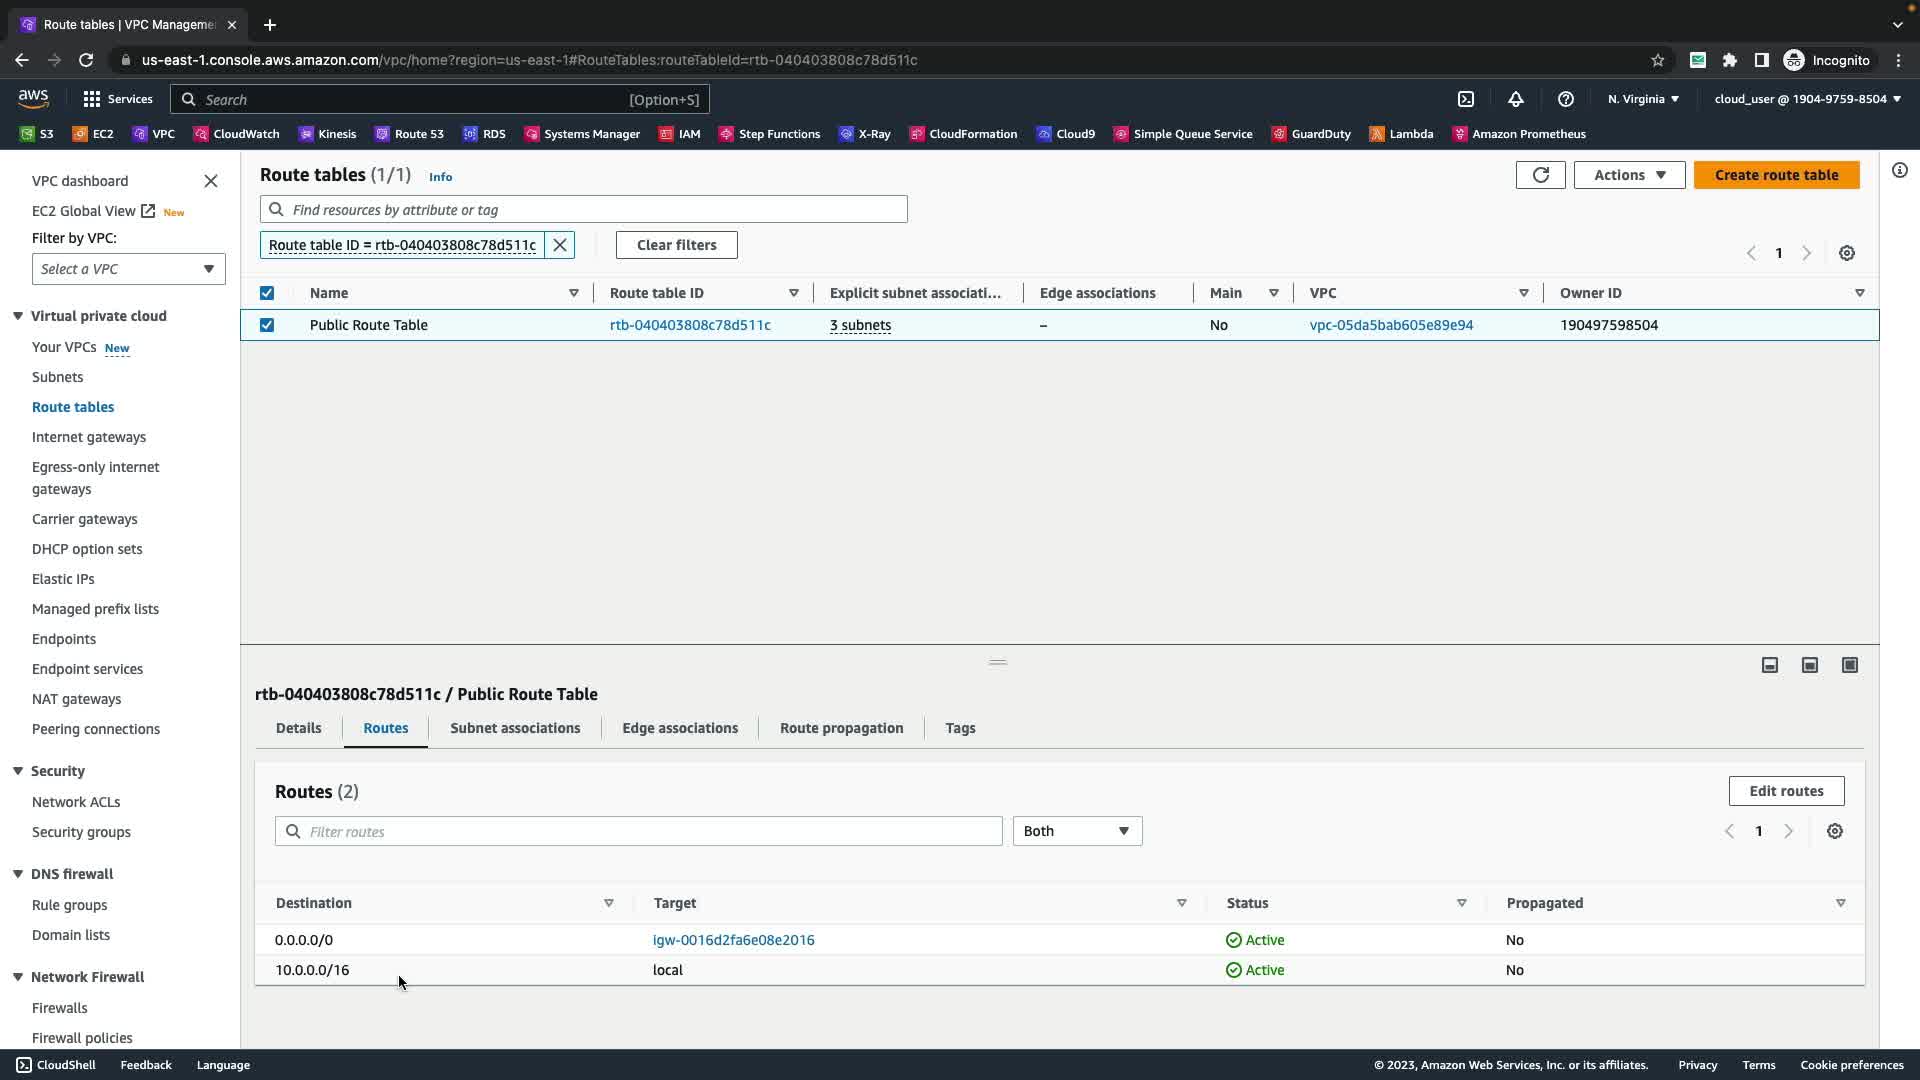 Route tables | VPC Manageme
us-east-1.console.aws.amazon.com/vpc/home?region=us-east-1#RouteTables:routeTableId=rtb-040403808c78d511c
Incognito
aws
Services
Search
[Option+S]
N. Virginia
cloud_user @ 1904-9759-8504
S3
EC2
VPC
CloudWatch
Kinesis
Route 53
RDS
Systems Manager
IAM
Step Functions
X-Ray
CloudFormation
Cloud9
Simple Queue Service
GuardDuty
Lambda
Amazon Prometheus
VPC dashboard
EC2 Global View New
Filter by VPC:
Select a VPC
Virtual private cloud
Your VPCs New
Subnets
Route tables
Internet gateways
Egress-only internet
gateways
Carrier gateways
DHCP option sets
Elastic IPs
Managed prefix lists
Endpoints
Endpoint services
NAT gateways
Peering connections
Security
Network ACLs
Security groups
DNS firewall
Rule groups
Domain lists
Network Firewall
Firewalls
Firewall policies
Route tables (1/1) Info
Actions
Create route table
Find resources by attribute or tag
Route table ID = rtb-040403808c78d511c
Clear filters
1
Name Route table ID Explicit subnet associati... Edge associations Main VPC Owner ID
Public Route Table rtb-040403808c78d511c 3 subnets – No vpc-05da5bab605e89e94 190497598504
rtb-040403808c78d511c / Public Route Table
Details Routes Subnet associations Edge associations Route propagation Tags
Routes (2)
Edit routes
Filter routes
Both
1
Destination Target Status Propagated
0.0.0.0/0 igw-0016d2fa6e08e2016 Active No
10.0.0.0/16 local Active No
CloudShell Feedback Language
© 2023, Amazon Web Services, Inc. or its affiliates. Privacy Terms Cookie preferences